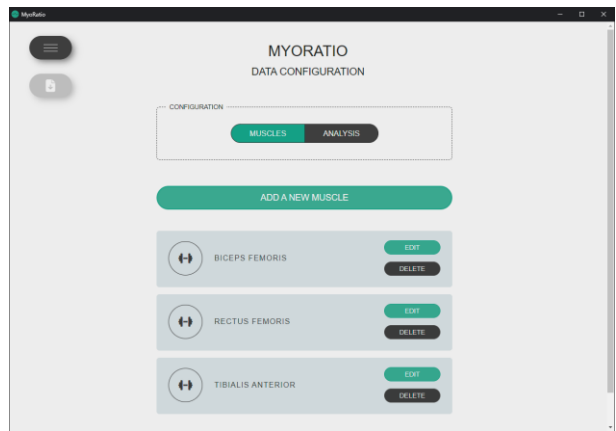 MyoRatio
MYORATIO
DATA CONFIGURATION
CONFIGURATION
MUSCLES ANALYSIS
ADD A NEW MUSCLE
BICEPS FEMORIS
EDIT
DELETE
RECTUS FEMORIS
EDIT
DELETE
TIBIALIS ANTERIOR
EDIT
DELETE